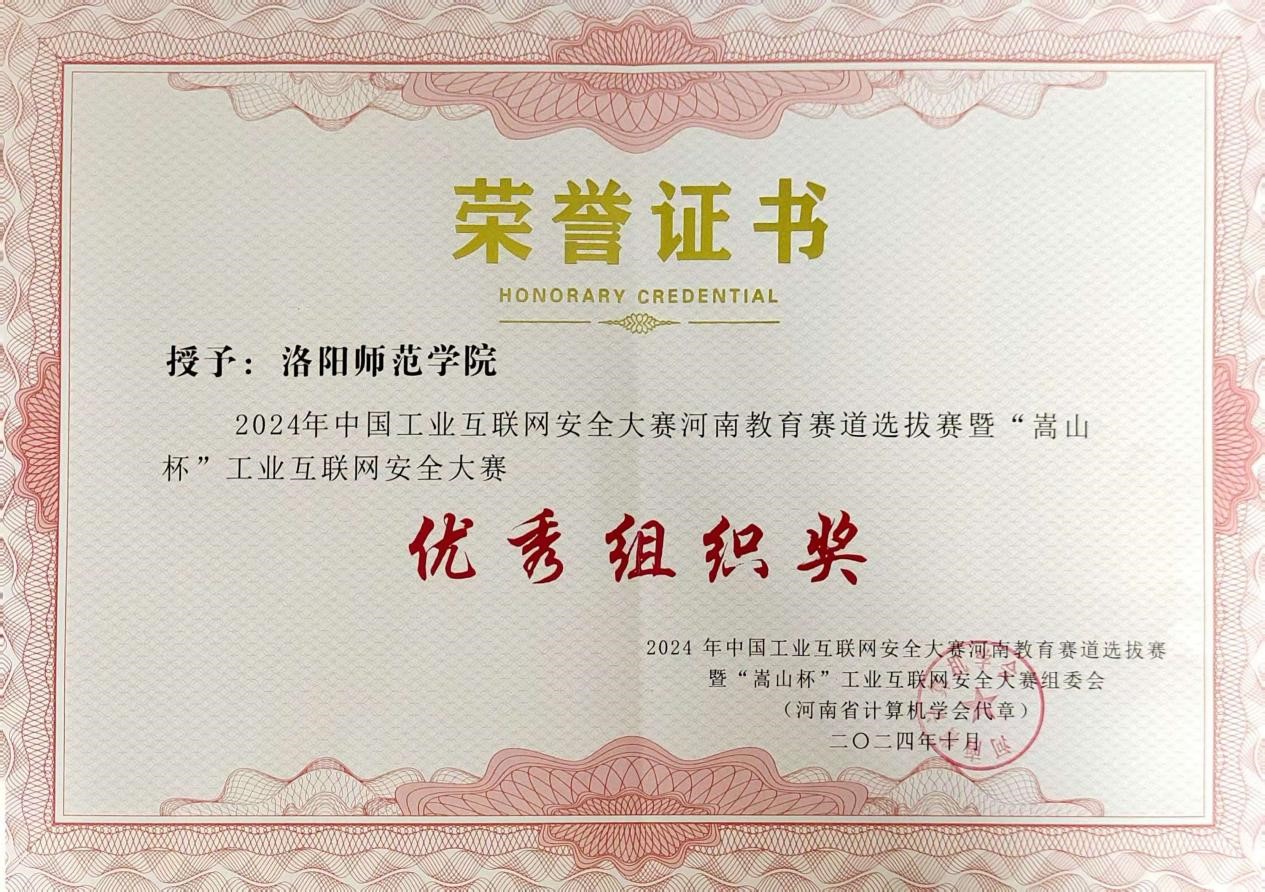 荣誉证书
HONORARY CREDENTIAL
授予：洛阳师范学院
2024年中国工业互联网安全大赛河南教育赛道选拔赛暨“嵩山
杯”工业互联网安全大赛
优秀组织奖
2024 年中国工业互联网安全大赛河南教育赛道选拔赛
暨“嵩山杯”工业互联网安全大赛组委会
（河南省计算机学会代章）
二〇二四年十月